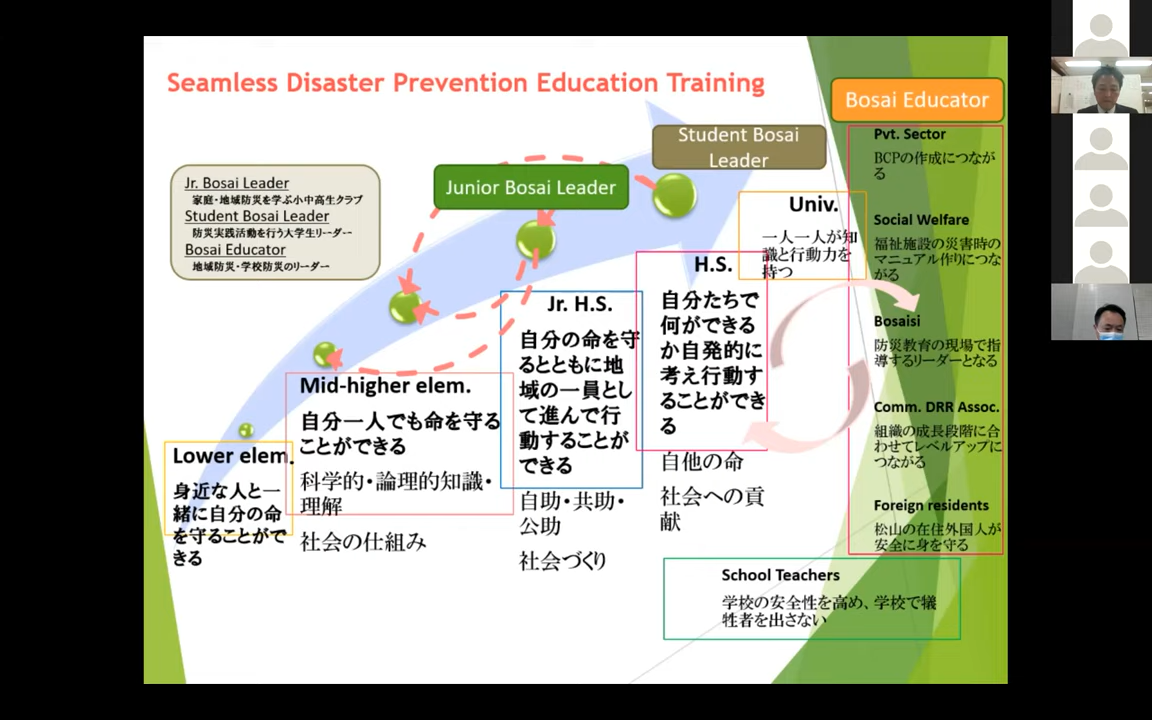 Seamless Disaster Prevention Education Training
Bosai Educator
Student Bosai
Leader
Junior Bosai Leader
Jr. Bosai Leader
家庭・地域防災を学ぶ小中高生クラブ
Student Bosai Leader
防災実践活動を行う大学生リーダー
Bosai Educator
地域防災・学校防災のリーダー
Lower elem.
身近な人と一
緒に自分の命
を守ることがで
きる
Mid-higher elem.
自分一人でも命を守る
ことができる
科学的・論理的知識・
理解
社会の仕組み
Jr. H.S.
自分の命を守
るとともに地
域の一員とし
て進んで行
動することが
できる
自助・共助・
公助
社会づくり
H.S.
自分たちで
何ができる
か自発的に
考え行動す
ることができ
る
自他の命
社会への貢
献
Univ.
一人一人が知
識と行動力を
持つ
Pvt. Sector
BCPの作成につなが
る
Social Welfare
福祉施設の災害時の
マニュアル作りにつな
がる
Bosaisi
防災教育の現場で指
導するリーダーとなる
Comm. DRR Assoc.
組織の成長段階に合
わせてレベルアップに
つながる
Foreign residents
松山の在住外国人が
安全に身を守る
School Teachers
学校の安全性を高め、学校で犠
牲者を出さない